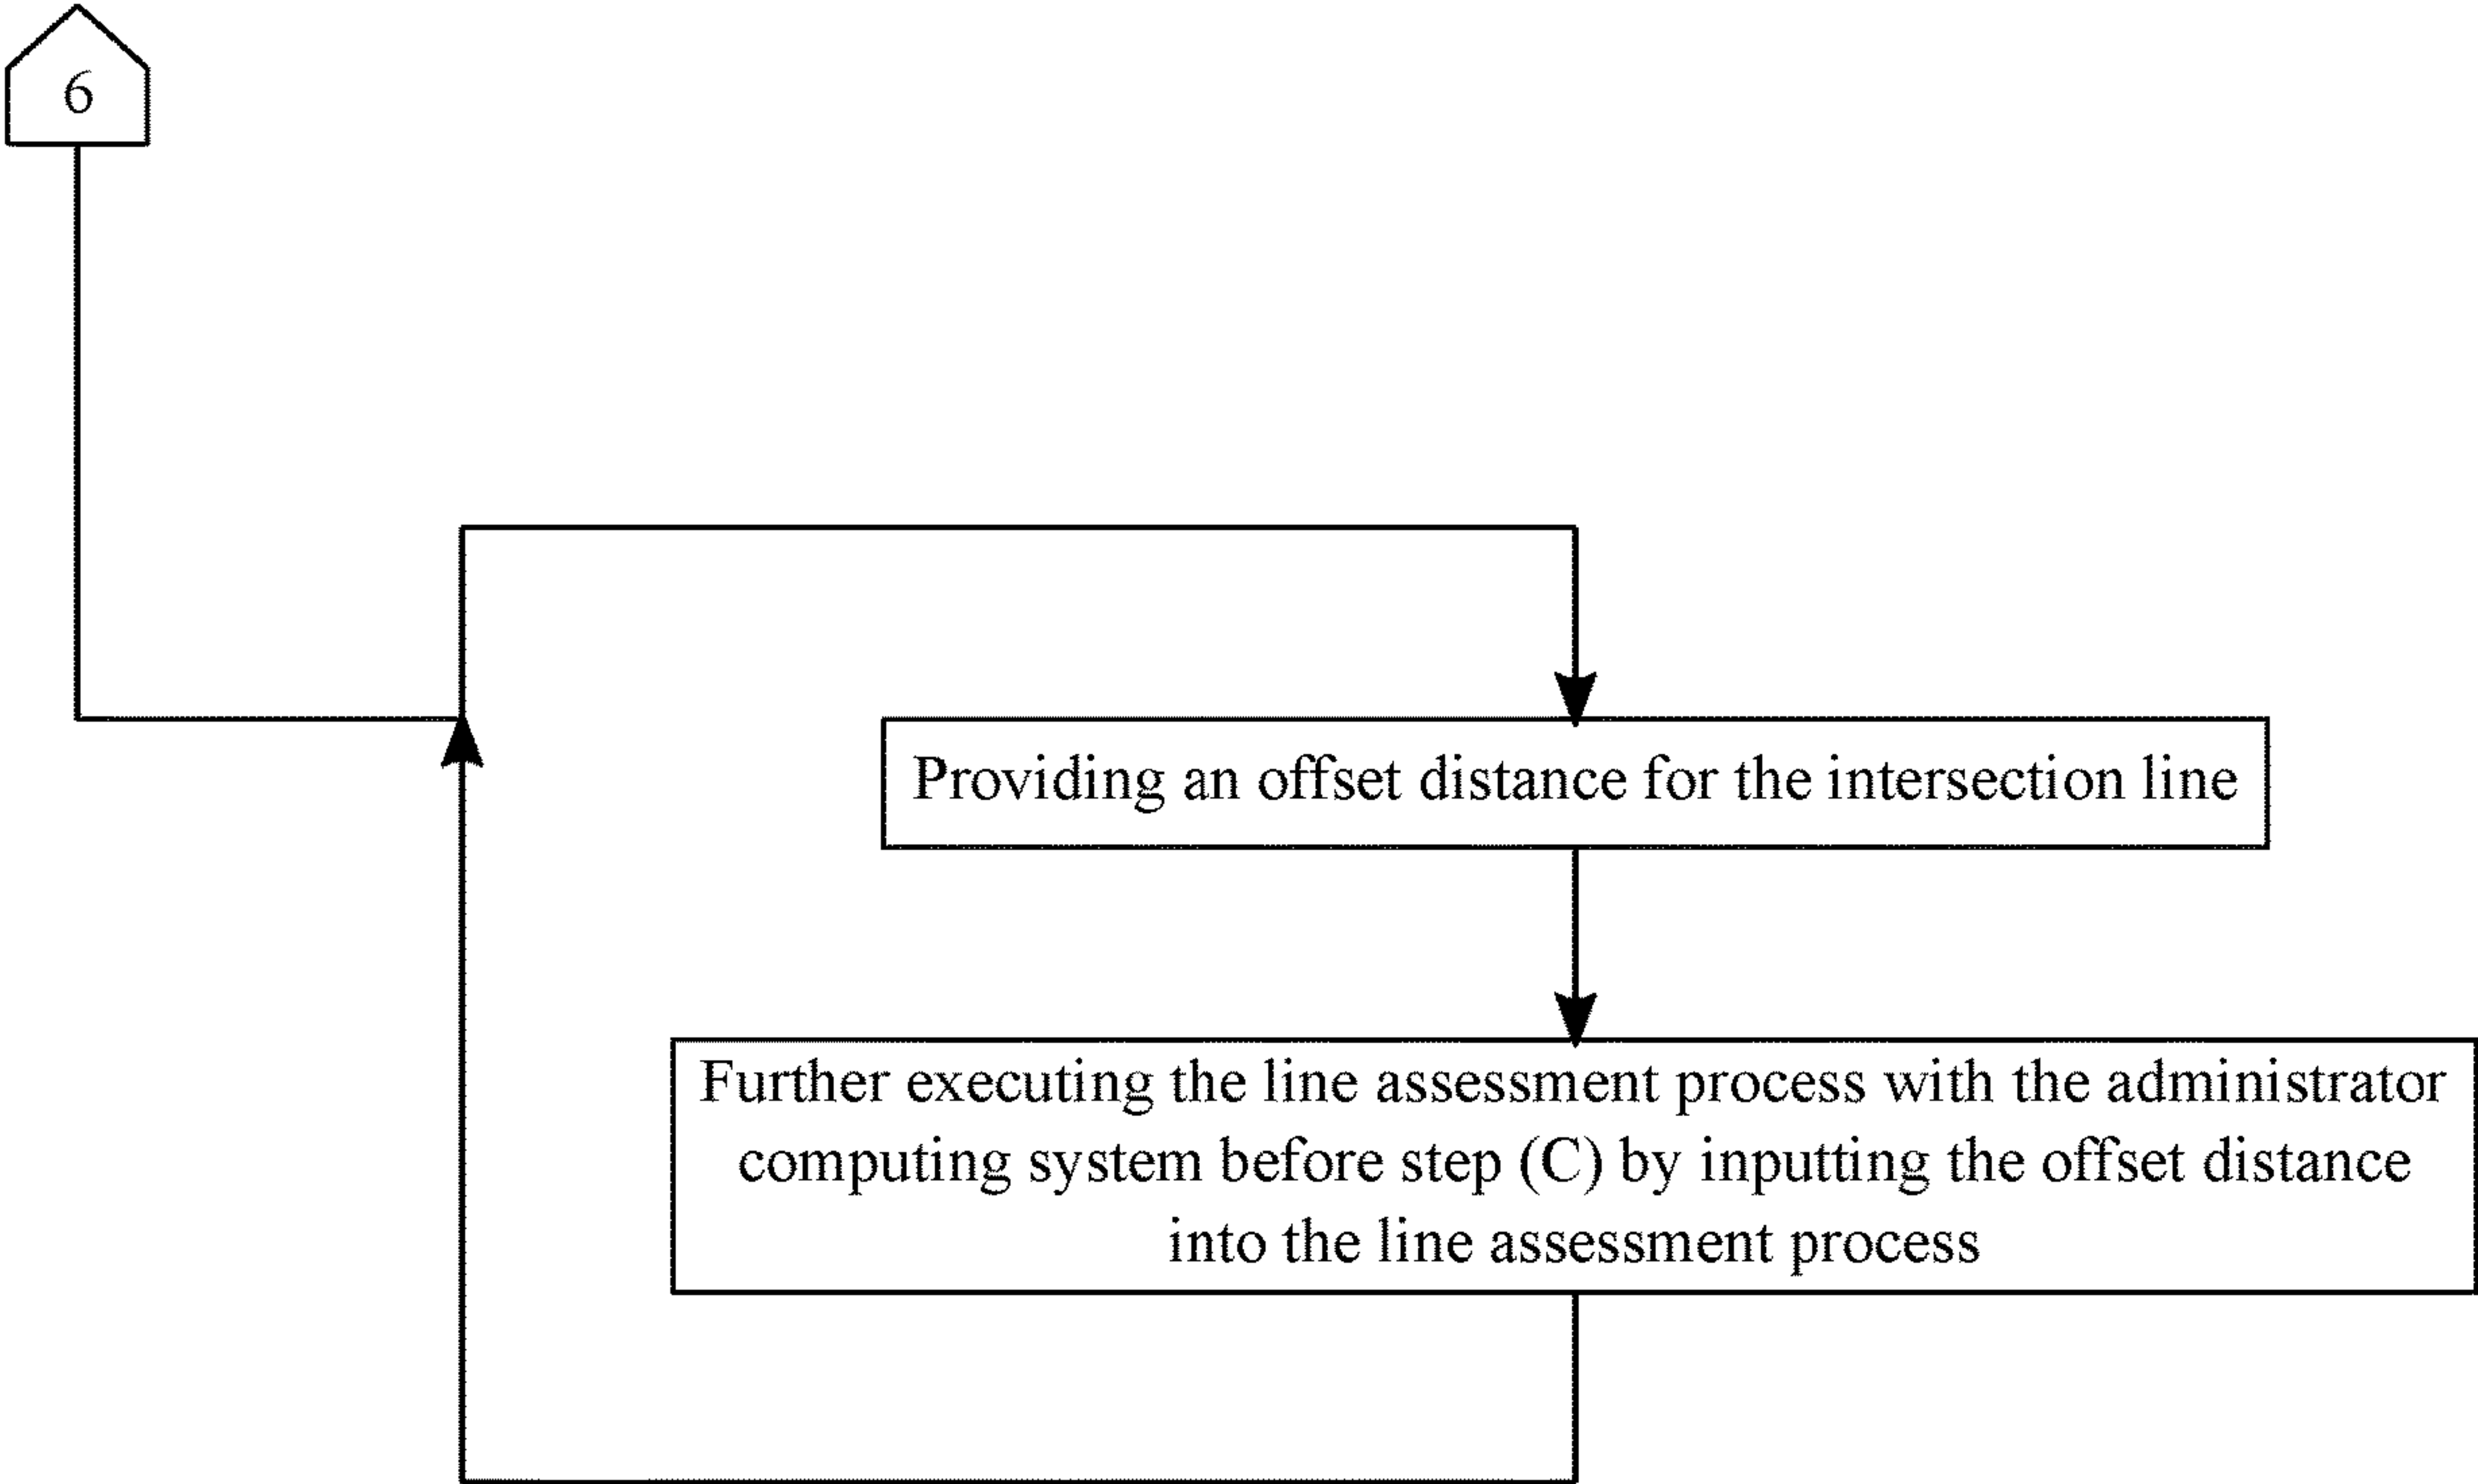 6
Providing an offset distance for the intersection line
Further executing the line assessment process with the administrator
computing system before step (C) by inputting the offset distance
into the line assessment process